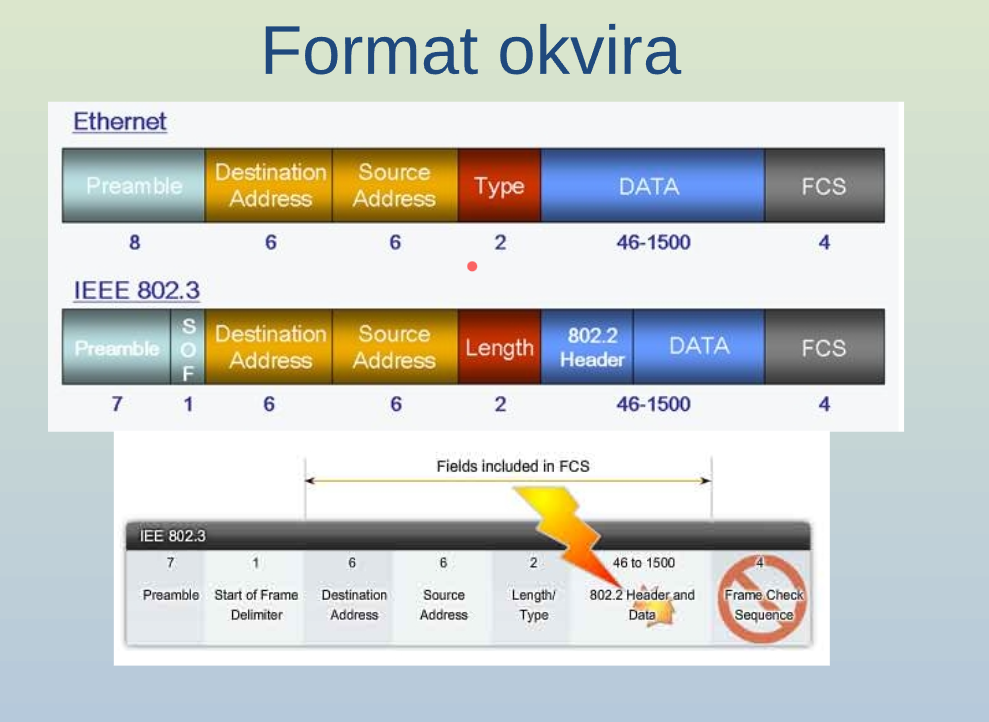 Format okvira
Ethernet
Preamble
Destination
Address
Source
Address
Type
DATA
FCS
8
6
6
2
46-1500
4
IEEE 802.3
Preamble
S
O
F
Destination
Address
Source
Address
Length
802.2
Header
DATA
FCS
7
1
6
6
2
46-1500
4
Fields included in FCS
IEE 802.3
7
1
6
6
2
46 to 1500
4
Preamble
Start of Frame
Delimiter
Destination
Address
Source
Address
Length/
Type
802.2 Header and
Data
Frame Check
Sequence